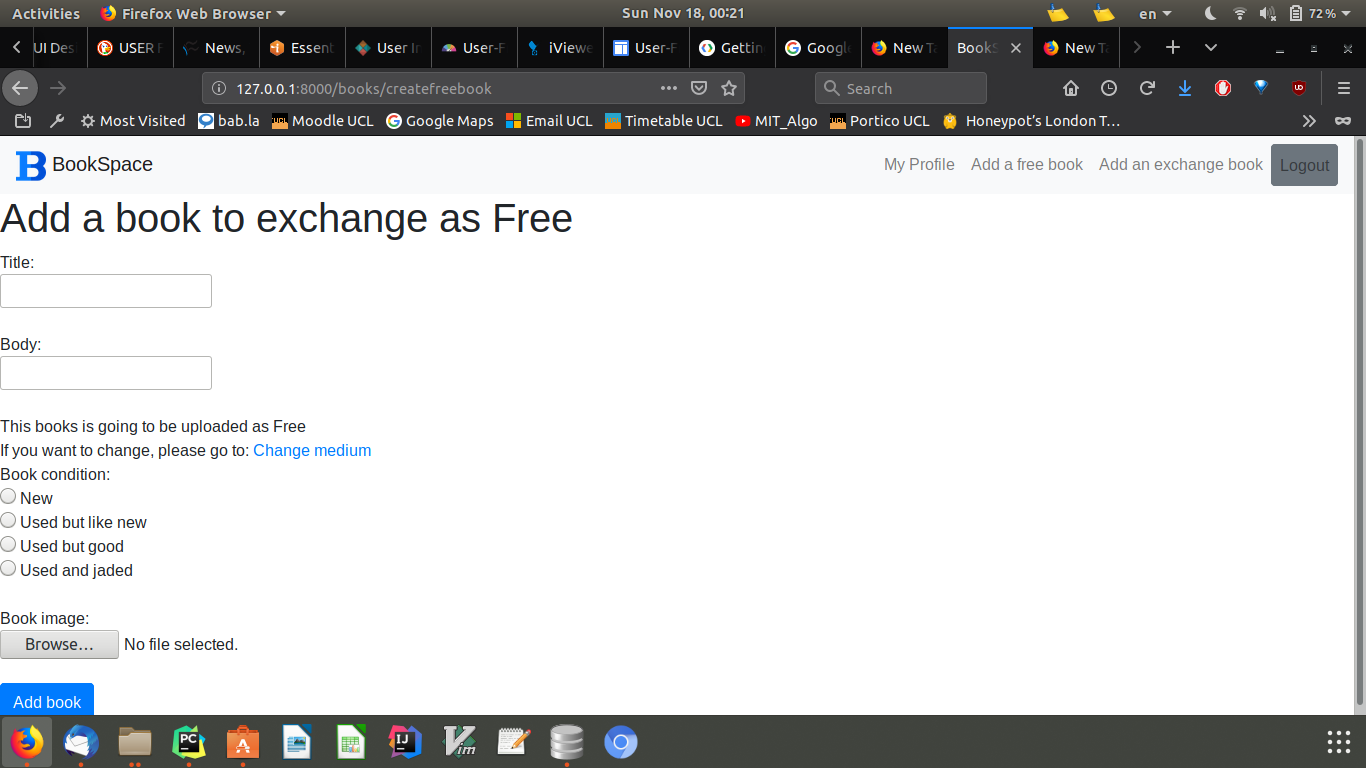 Activities Firefox Web Browser Sun Nov 18, 00:21 en 72 %
UI Des USER F News, Essent User In User-F iViewe User-F Gettin Google New Ta BookS New Ta
127.0.0.1:8000/books/createfreebook Search
Most Visited bab.la Moodle UCL Google Maps Email UCL Timetable UCL MIT_Algo Portico UCL Honeypot's London T…
BookSpace My Profile Add a free book Add an exchange book Logout
Add a book to exchange as Free
Title:
Body:
This books is going to be uploaded as Free
If you want to change, please go to: Change medium
Book condition:
New
Used but like new
Used but good
Used and jaded
Book image:
Browse… No file selected.
Add book